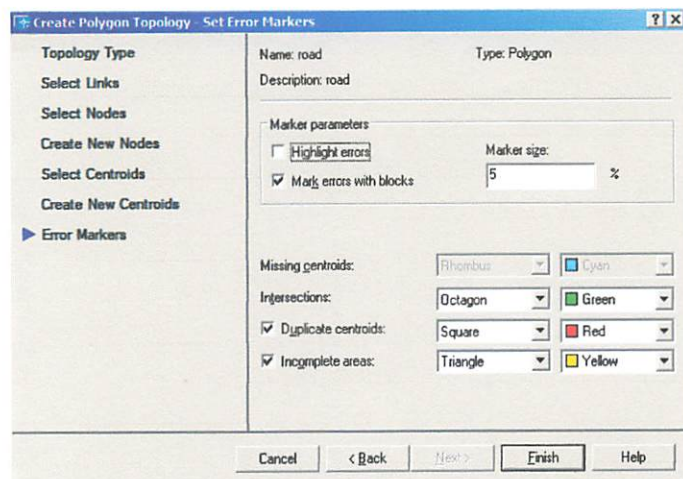 Create Polygon Topology - Set Error Markers
Topology Type
Select Links
Select Nodes
Create New Nodes
Select Centroids
Create New Centroids
Error Markers
Name: road Type: Polygon
Description: road
Marker parameters
Highlight errors
Mark errors with blocks
Marker size:
5 %
Missing centroids: Rhombus Cyan
Intersections: Octagon Green
Duplicate centroids: Square Red
Incomplete areas: Triangle Yellow
Cancel < Back Next > Finish Help